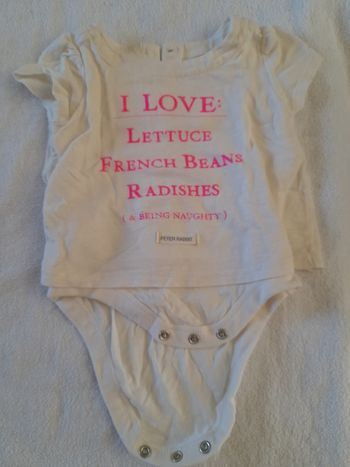 I LOVE:
LETTUCE
FRENCH BEANS
RADISHES
( & BEING NAUGHTY )
PETER RABBIT